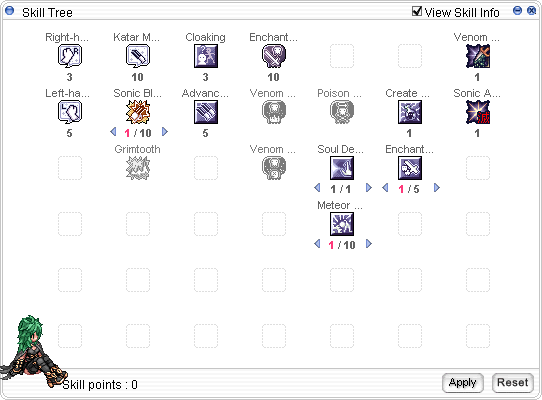 Skill Tree View Skill Info
Right-h... Katar M... Cloaking Enchant... Venom ...
3 10 3 10 1
Left-ha... Sonic Bl... Advanc... Venom ... Poison ... Create ... Sonic A...
5 1 / 10 5 1 1
Grimtooth Venom ... Soul De... Enchant...
1 / 1 1 / 5
Meteor ...
1 / 10
Skill points : 0 Apply Reset